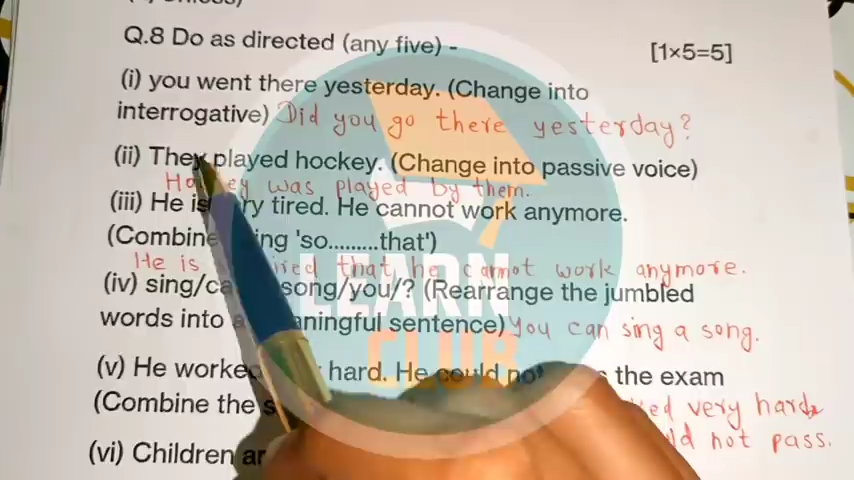 Q.8 Do as directed (any five) - [1×5=5]
(i) you went there yesterday. (Change into
interrogative) Did you go there yesterday?
(ii) They played hockey. (Change into passive voice)
was played by them.
(iii) He is tired. He cannot work anymore.
(Combine 'so.........that')
He is that he cannot work anymore.
(iv) sing/ song/you/? (Rearrange the jumbled
words into sentence) you can sing a song.
(v) He worked hard. He could not the exam
(Combine the very hard
not pass.
(vi) Children
LEARN
CLUB